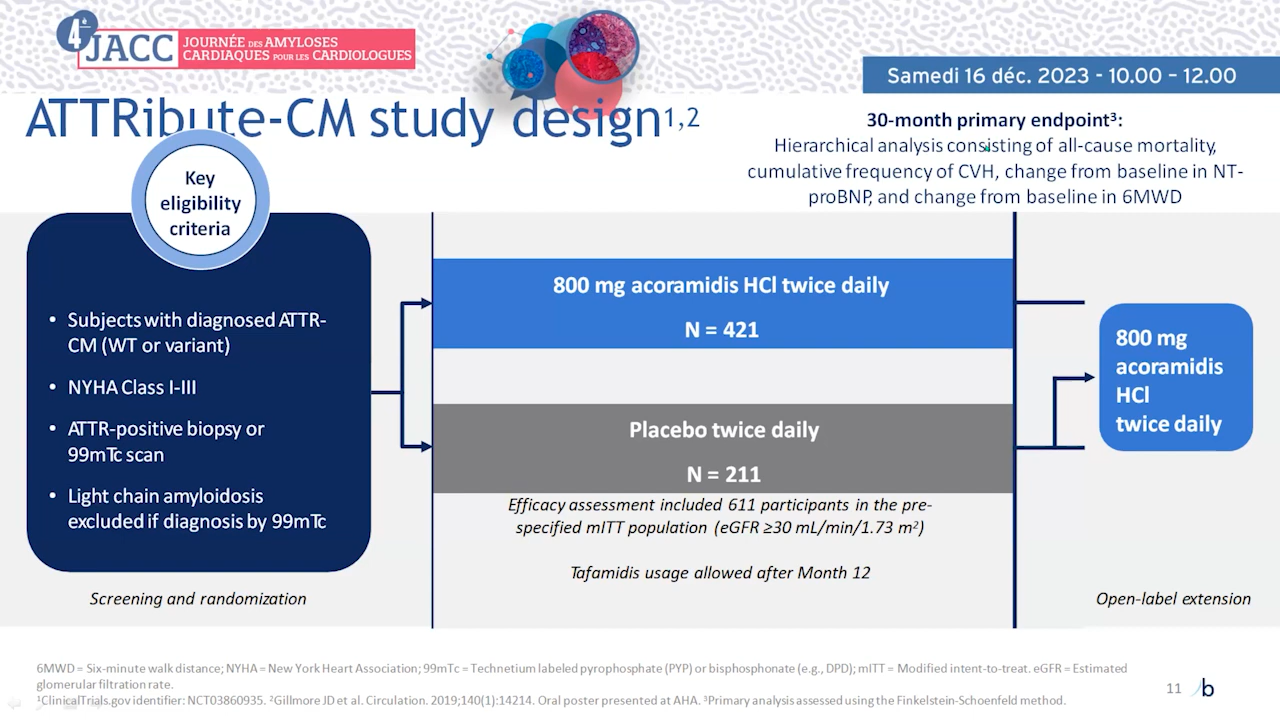 4è
JACC
JOURNÉE DES AMYLOSES
CARDIAQUES POUR LES CARDIOLOGUES
Samedi 16 déc. 2023 - 10.00 – 12.00
ATTRibute-CM study design1,2
30-month primary endpoint³:
Hierarchical analysis consisting of all-cause mortality,
cumulative frequency of CVH, change from baseline in NT-
proBNP, and change from baseline in 6MWD
Key
eligibility
criteria
• Subjects with diagnosed ATTR-
CM (WT or variant)
• NYHA Class I-III
• ATTR-positive biopsy or
99mTc scan
• Light chain amyloidosis
excluded if diagnosis by 99mTc
Screening and randomization
800 mg acoramidis HCl twice daily
N = 421
Placebo twice daily
N = 211
Efficacy assessment included 611 participants in the pre-
specified mITT population (eGFR ≥30 mL/min/1.73 m²)
Tafamidis usage allowed after Month 12
800 mg
acoramidis
HCl
twice daily
Open-label extension
6MWD = Six-minute walk distance; NYHA = New York Heart Association; 99mTc = Technetium labeled pyrophosphate (PYP) or bisphosphonate (e.g., DPD); mITT = Modified intent-to-treat. eGFR = Estimated
glomerular filtration rate.
¹ClinicalTrials.gov identifier: NCT03860935. ²Gillmore JD et al. Circulation. 2019;140(1):14214. Oral poster presented at AHA. ³Primary analysis assessed using the Finkelstein-Schoenfeld method.
11
b